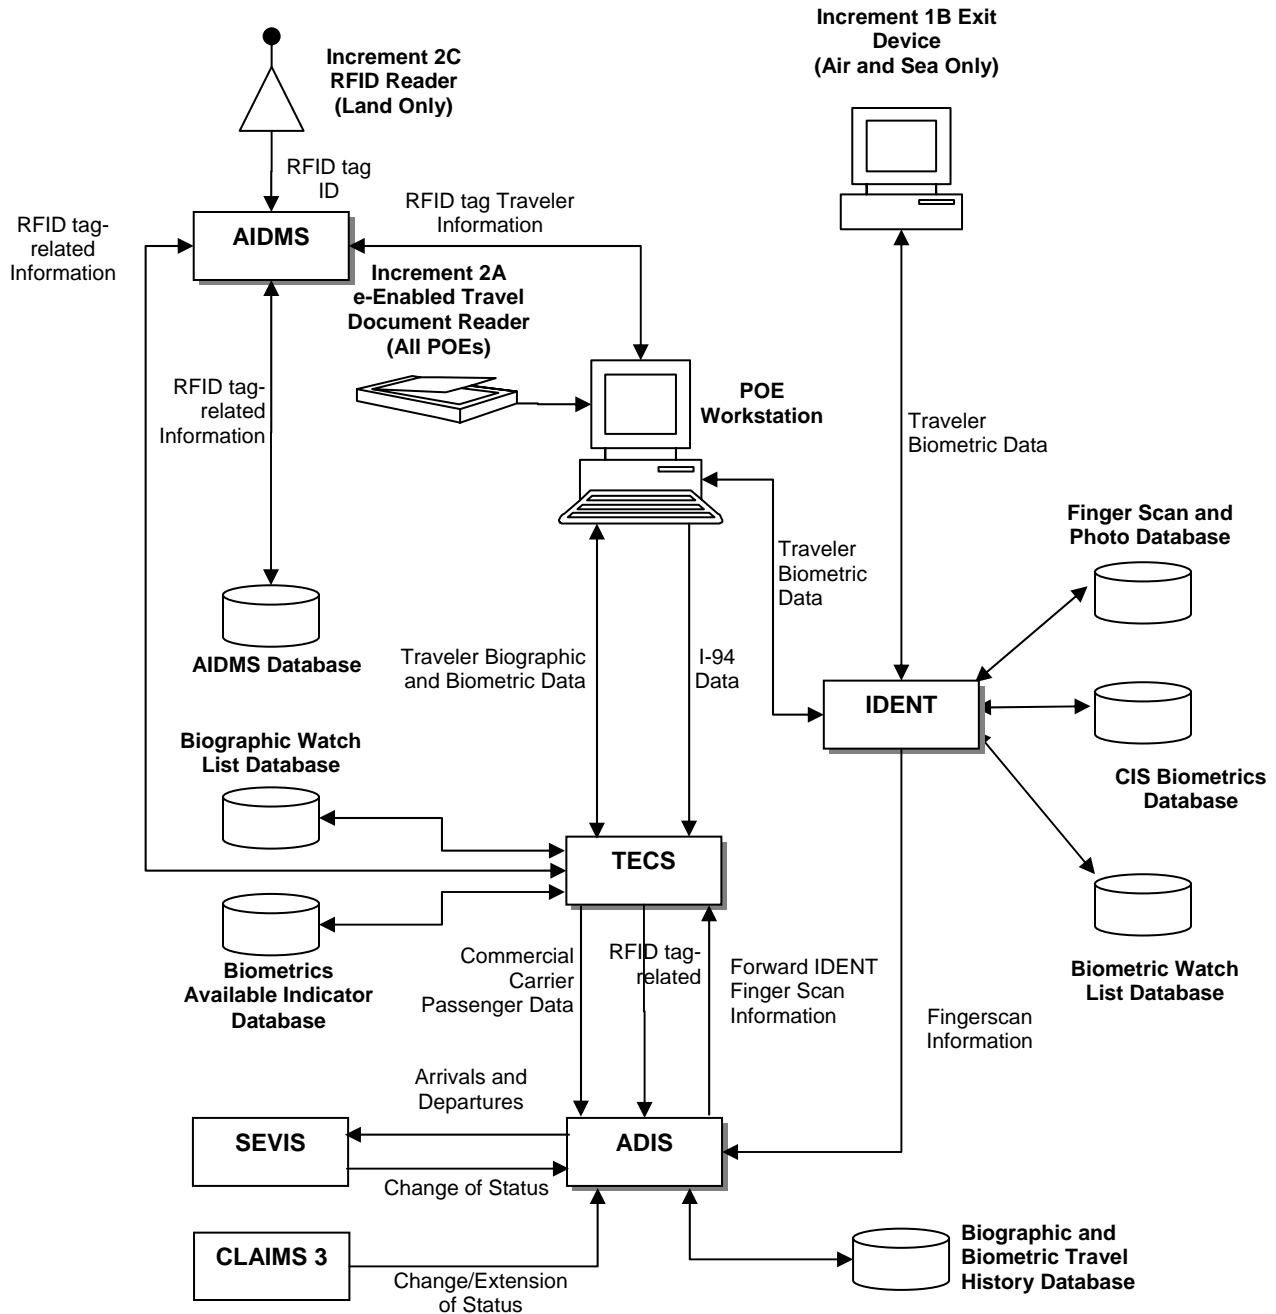 Increment 1B Exit
Device
(Air and Sea Only)
Increment 2C
RFID Reader
(Land Only)
RFID tag
ID
RFID tag Traveler
Information
RFID tag-
related
Information
AIDMS
Increment 2A
e-Enabled Travel
Document Reader
(All POEs)
RFID tag-
related
Information
POE
Workstation
Traveler
Biometric Data
Finger Scan and
Photo Database
Traveler
Biometric
Data
AIDMS Database
Traveler Biographic
and Biometric Data
I-94
Data
IDENT
CIS Biometrics
Database
Biographic Watch
List Database
TECS
Biometrics
Available Indicator
Database
Commercial
Carrier
Passenger Data
RFID tag-
related
Forward IDENT
Finger Scan
Information
Biometric Watch
List Database
Fingerscan
Information
Arrivals and
Departures
SEVIS
ADIS
Change of Status
CLAIMS 3
Change/Extension
of Status
Biographic and
Biometric Travel
History Database